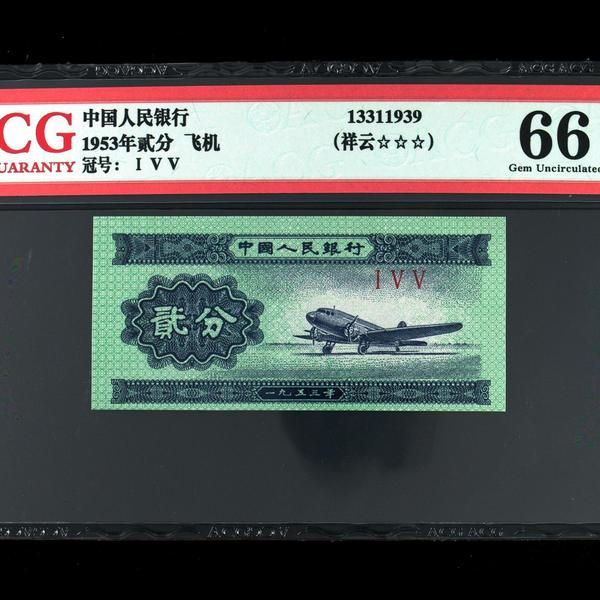 CG
UARANTY
中国人民银行
1953年贰分 飞机
冠号： I V V
13311939
（祥云☆☆☆）
66
Gem Uncirculated
中國人民銀行
I V V
貳分
一九五三年